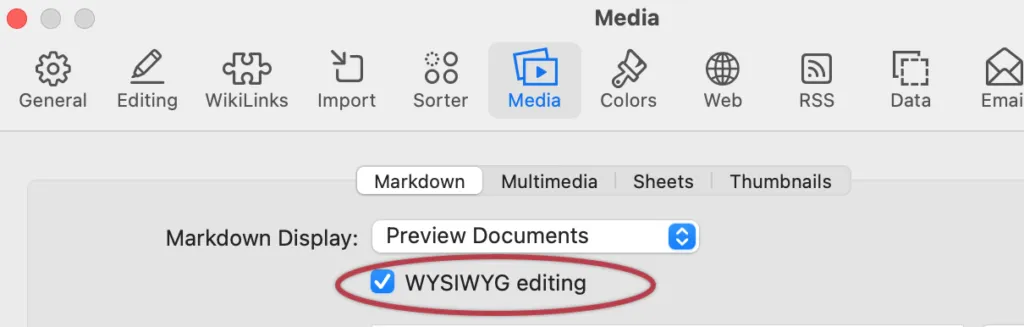 Media
General Editing WikiLinks Import Sorter Media Colors Web RSS Data Emai
Markdown Multimedia Sheets Thumbnails
Markdown Display: Preview Documents
WYSIWYG editing